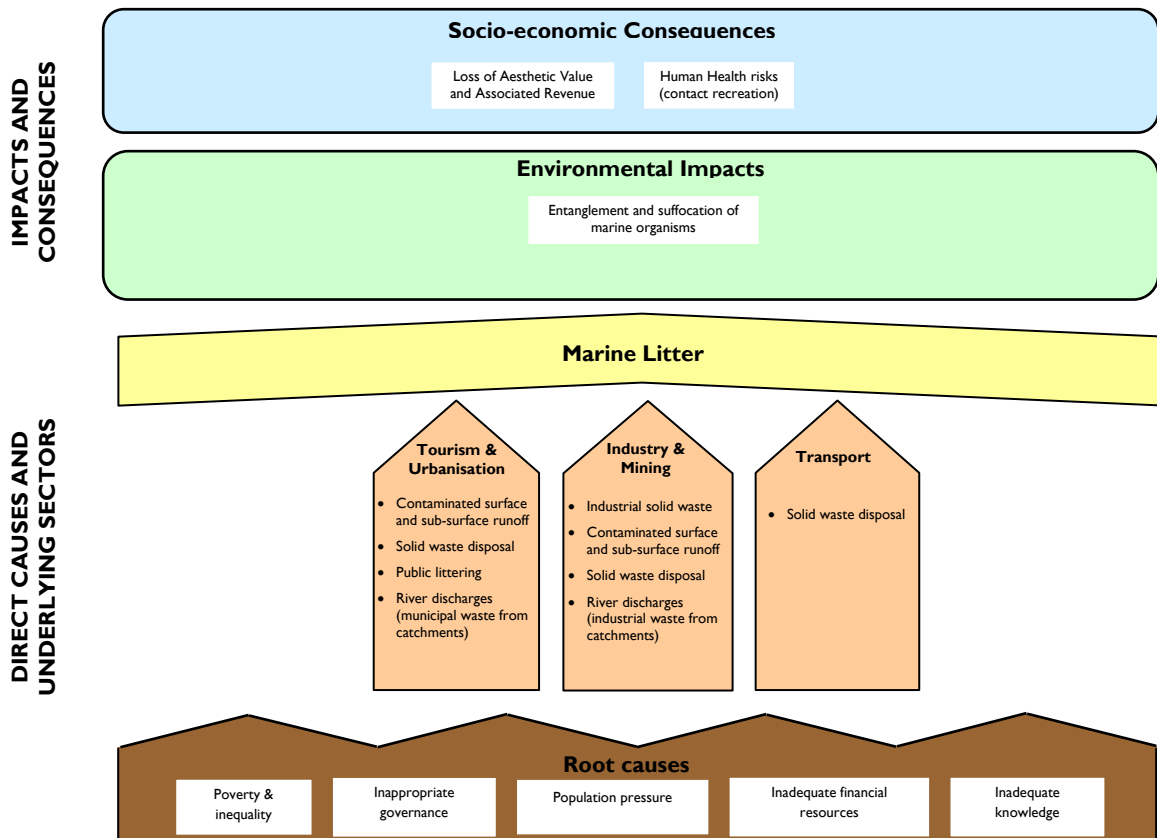 IMPACTS AND
CONSEQUENCES
Socio-economic Consequences
Loss of Aesthetic Value
and Associated Revenue
Human Health risks
(contact recreation)
Environmental Impacts
Entanglement and suffocation of
marine organisms
Marine Litter
DIRECT CAUSES AND
UNDERLYING SECTORS
Tourism &
Urbanisation
• Contaminated surface
and sub-surface runoff
• Solid waste disposal
• Public littering
• River discharges
(municipal waste from
catchments)
Industry &
Mining
• Industrial solid waste
• Contaminated surface
and sub-surface runoff
• Solid waste disposal
• River discharges
(industrial waste from
catchments)
Transport
• Solid waste disposal
Root causes
Poverty &
inequality
Inappropriate
governance
Population pressure
Inadequate financial
resources
Inadequate
knowledge